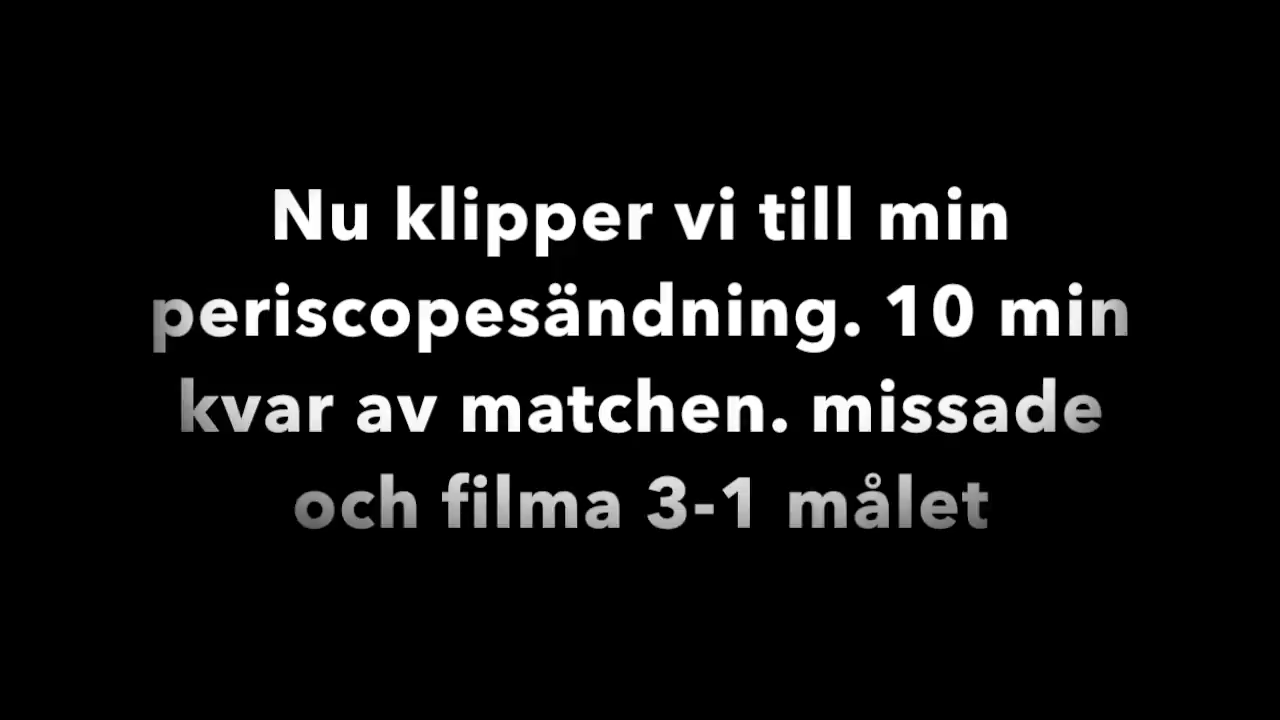 Nu klipper vi till min
periscopesändning. 10 min
kvar av matchen. missade
och filma 3-1 målet